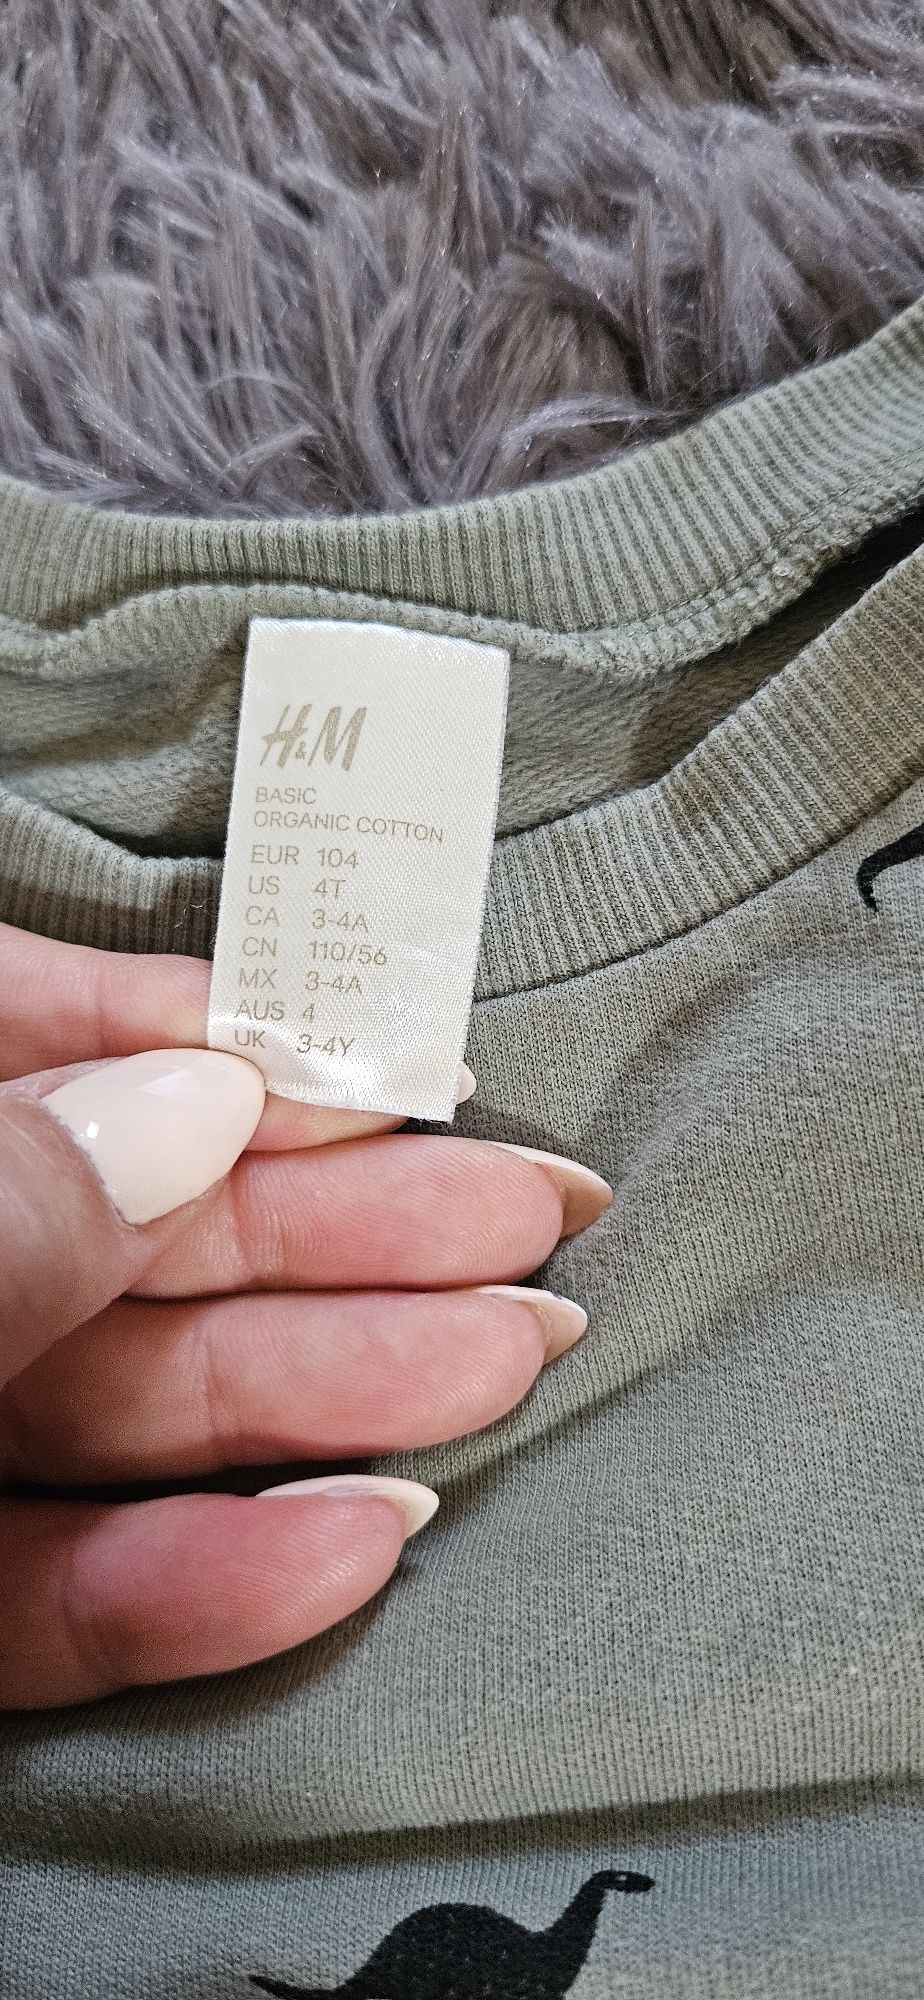 H&M
BASIC
ORGANIC COTTON
EUR 104
US 4T
CA 3-4A
CN 110/56
MX 3-4A
AUS 4
UK 3-4Y